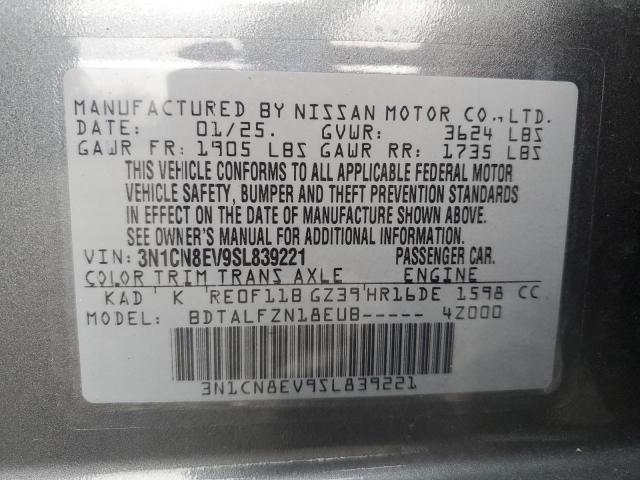 MANUFACTURED BY NISSAN MOTOR CO.,LTD.
DATE: 01/25. GVWR: 3624 LBS
GAWR FR: 1905 LBS GAWR RR: 1735 LBS
THIS VEHICLE CONFORMS TO ALL APPLICABLE FEDERAL MOTOR
VEHICLE SAFETY, BUMPER AND THEFT PREVENTION STANDARDS
IN EFFECT ON THE DATE OF MANUFACTURE SHOWN ABOVE.
SEE OWNER'S MANUAL FOR ADDITIONAL INFORMATION.
VIN: 3N1CN8EV9SL839221 PASSENGER CAR.
COLOR TRIM TRANS AXLE ENGINE
KAD K RE0F11B GZ39 HR16DE 1598 CC
MODEL: BDTALFZN18EUB----- 4Z000
3N1CN8EV9SL839221